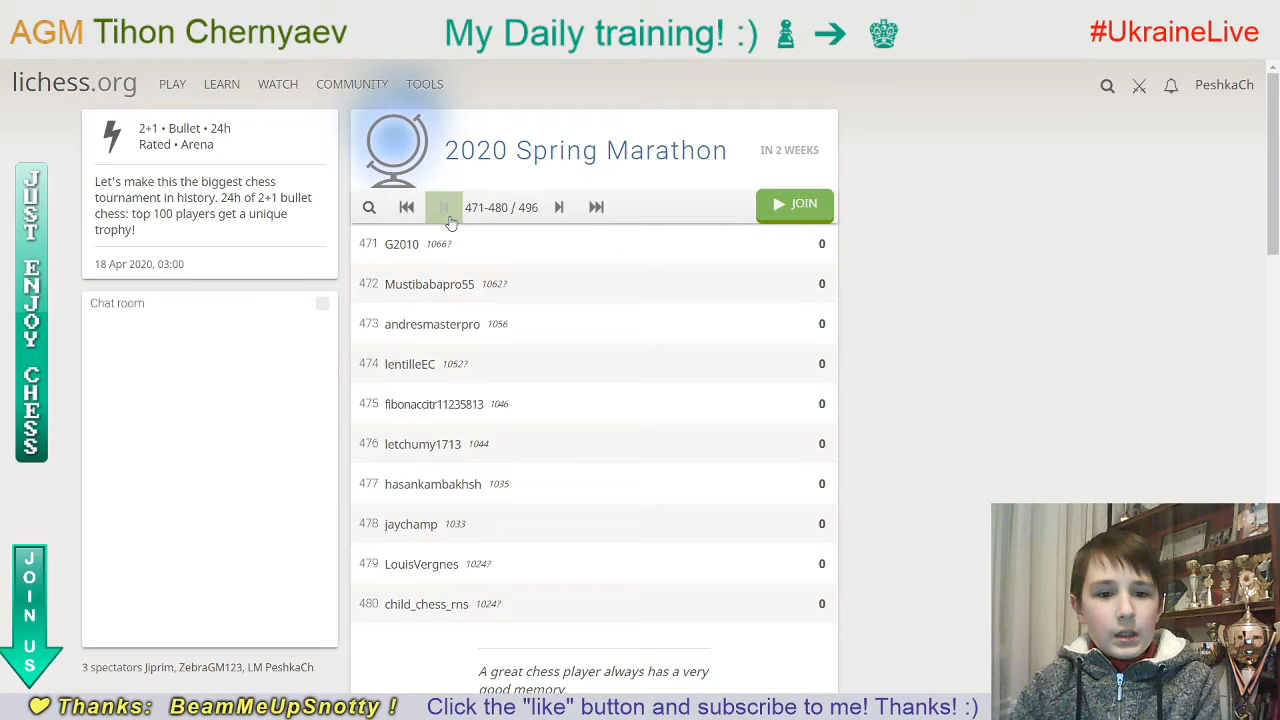 AGM Tihon Chernyaev
My Daily training! :)
#UkraineLive
lichess.org
PLAY
LEARN
WATCH
COMMUNITY
TOOLS
PeshkaCh
2+1 • Bullet • 24h
Rated • Arena
Let's make this the biggest chess
tournament in history. 24h of 2+1 bullet
chess: top 100 players get a unique
trophy!
18 Apr 2020, 03:00
Chat room
3 spectators Jiprim, ZebraGM123, LM PeshkaCh
2020 Spring Marathon
IN 2 WEEKS
471-480 / 496
JOIN
471 G2010 1066? 0
472 Mustibabapro55 1062? 0
473 andresmasterpro 1056 0
474 lentilleEC 1052? 0
475 fibonaccitr11235813 1046 0
476 letchumy1713 1044 0
477 hasankambakhsh 1035 0
478 jaychamp 1033 0
479 LouisVergnes 1024? 0
480 child_chess_rns 1024? 0
A great chess player always has a very
good memory.
JUST ENJOY CHESS
JOIN US
Thanks: BeamMeUpSnotty !
Click the "like" button and subscribe to me! Thanks! :)